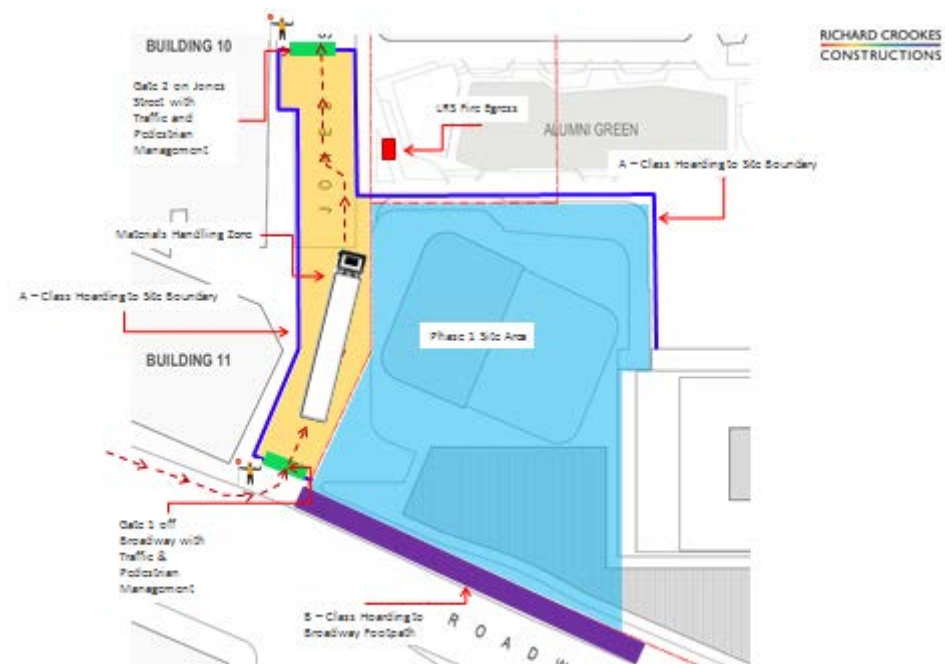 RICHARD CROOKES
CONSTRUCTIONS
BUILDING 10
Gate 2 on Jones
Street with
Traffic and
Pedestrian
Management
LRS Fire Egress
ALUMNI GREEN
A – Class Hoarding to Site Boundary
Materials Handling Zone
A – Class Hoarding to Site Boundary
Phase 1 Site Area
BUILDING 11
Gate 1 off
Broadway with
Traffic &
Pedestrian
Management
B – Class Hoarding to
Broadway Footpath
R O A D W
J O